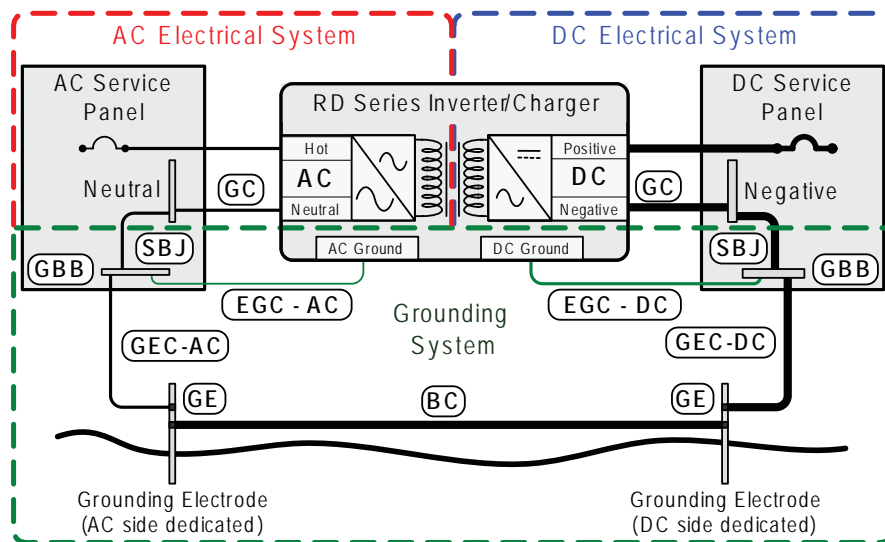 AC Electrical System
DC Electrical System
AC Service
Panel
RD Series Inverter/Charger
DC Service
Panel
Hot
AC
Neutral
Positive
DC
Negative
Neutral
GC
GC
Negative
SBJ
AC Ground
DC Ground
SBJ
GBB
GBB
EGC - AC
EGC - DC
Grounding
System
GEC-AC
GEC-DC
GE
BC
GE
Grounding Electrode
(AC side dedicated)
Grounding Electrode
(DC side dedicated)